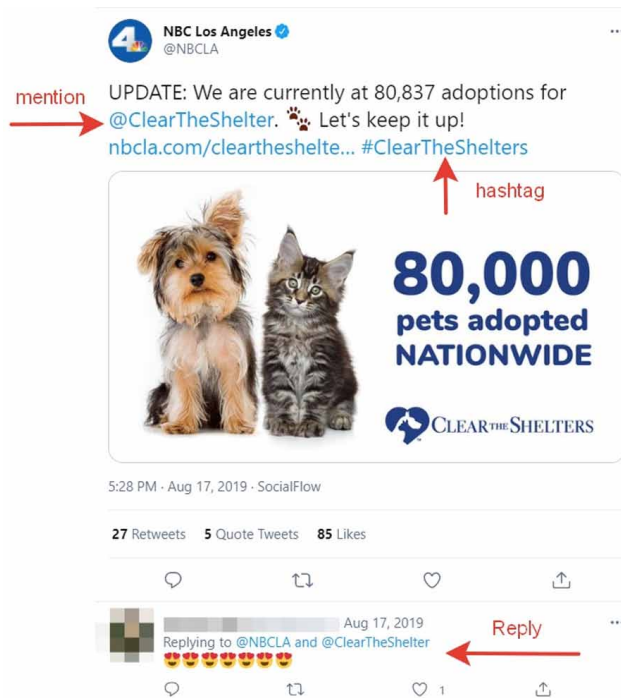 NBC Los Angeles
@NBCLA
UPDATE: We are currently at 80,837 adoptions for
mention
@ClearTheShelter. 🐾 Let's keep it up!
nbcla.com/cleartheshelte... #ClearTheShelters
hashtag
80,000
pets adopted
NATIONWIDE
CLEAR THE SHELTERS
5:28 PM · Aug 17, 2019 · SocialFlow
27 Retweets 5 Quote Tweets 85 Likes
Aug 17, 2019
Reply
Replying to @NBCLA and @ClearTheShelter
😍😍😍😍😍😍😍
1